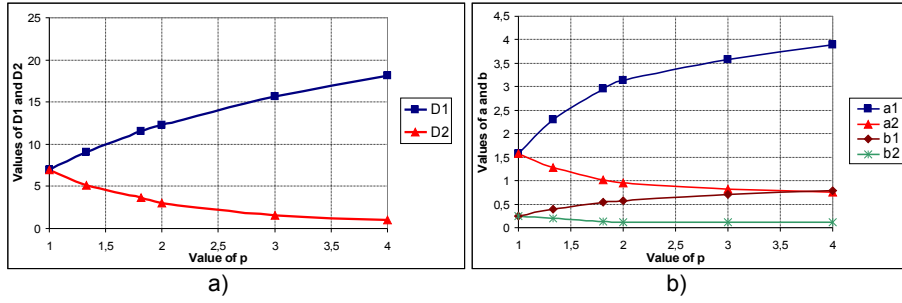 Values of D1 and D2
25
20
15
10
5
0
1 1,5 2 2,5 3 3,5 4
Value of p
D1
D2
a)
Values of a and b
4,5
4
3,5
3
2,5
2
1,5
1
0,5
0
1 1,5 2 2,5 3 3,5 4
Value of p
a1
a2
b1
b2
b)